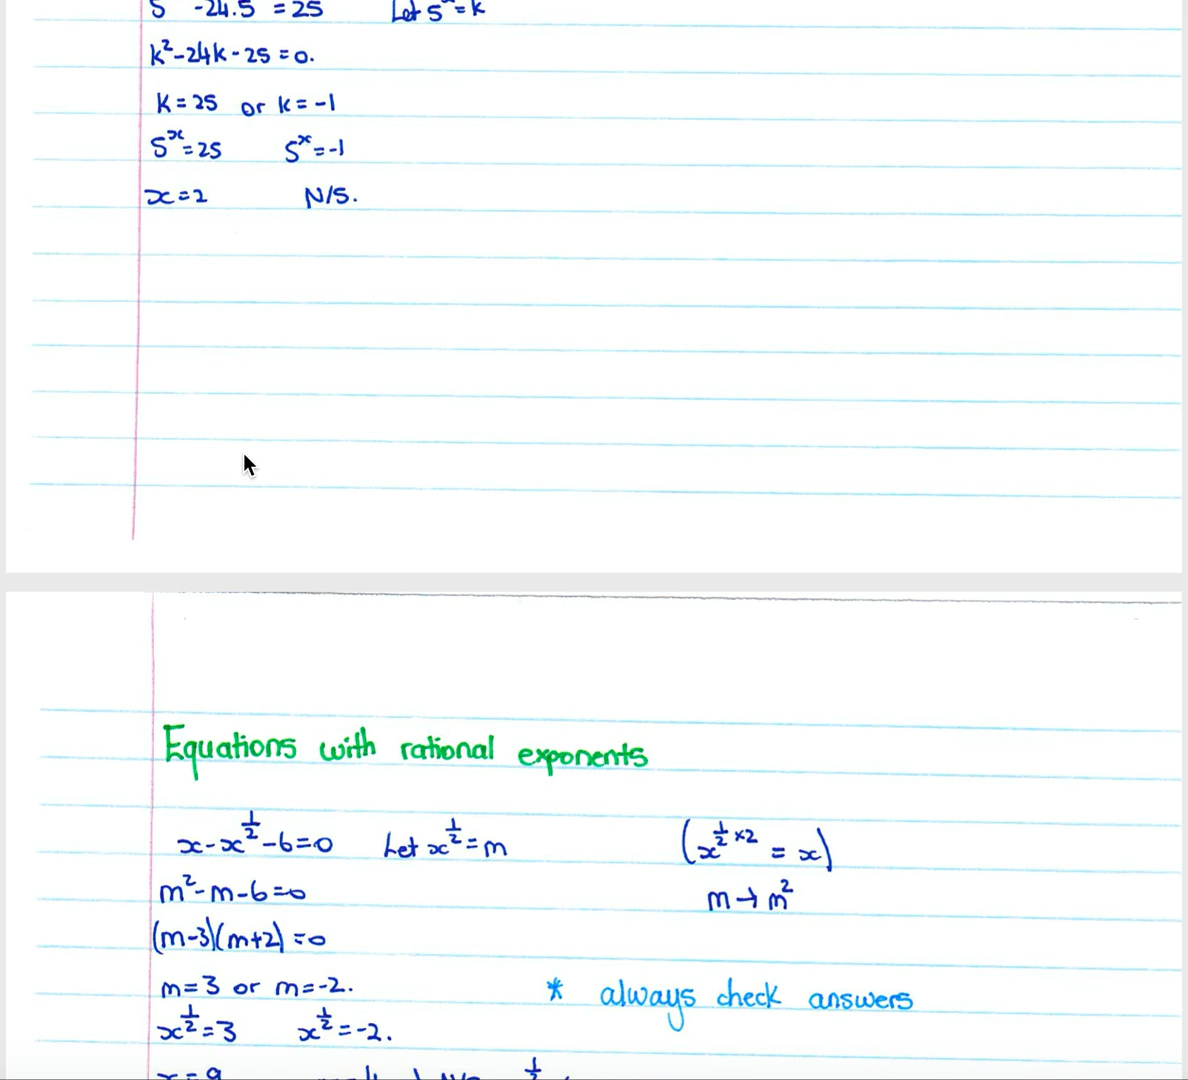 5 -24.5 = 25 Let 5ˣ = k
k² - 24k - 25 = 0.
k = 25 or k = -1
5ˣ = 25 5ˣ = -1
x = 2 N/S.
Equations with rational exponents
x - x^(1/2) - 6 = 0 Let x^(1/2) = m (x^(1/2 ×2) = x)
m² - m - 6 = 0 m → m²
(m-3)(m+2) = 0
m = 3 or m = -2. * always check answers
x^(1/2) = 3 x^(1/2) = -2.
x = 9